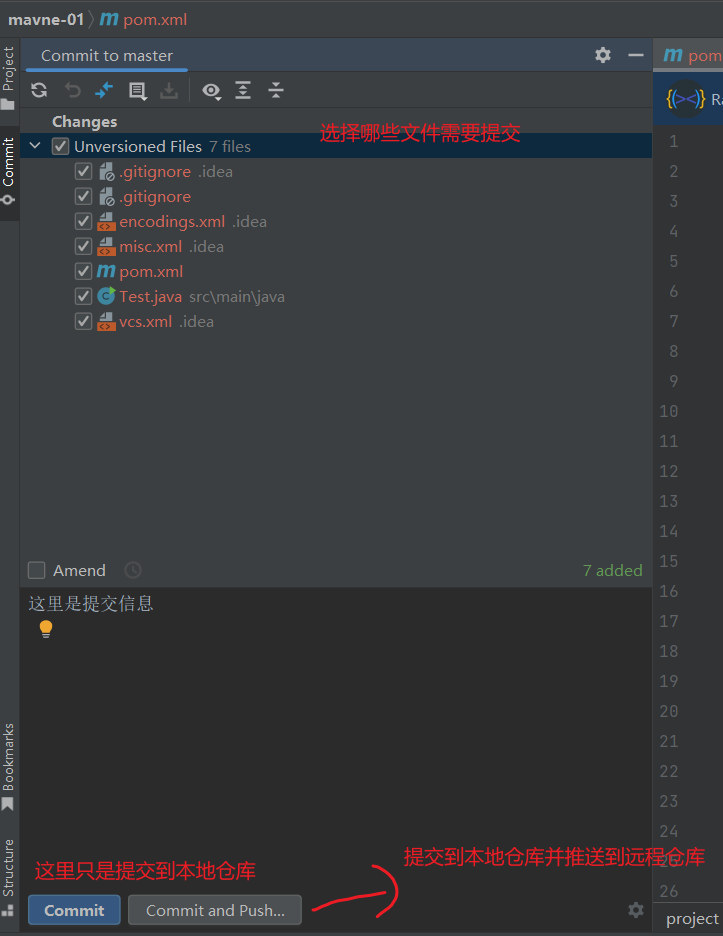 mavne-01 〉 m pom.xml
Project
Commit
Bookmarks
Structure
Commit to master
m pom
Changes
选择哪些文件需要提交
Unversioned Files 7 files
.gitignore .idea
.gitignore
encodings.xml .idea
misc.xml .idea
m pom.xml
C Test.java src\main\java
vcs.xml .idea
{(><)} Ra
1
2
3
4
5
6
7
8
9
10
11
12
13
14
15
16
17
18
19
20
21
22
23
24
25
26
Amend
7 added
这里是提交信息
这里只是提交到本地仓库
提交到本地仓库并推送到远程仓库
Commit
Commit and Push...
project